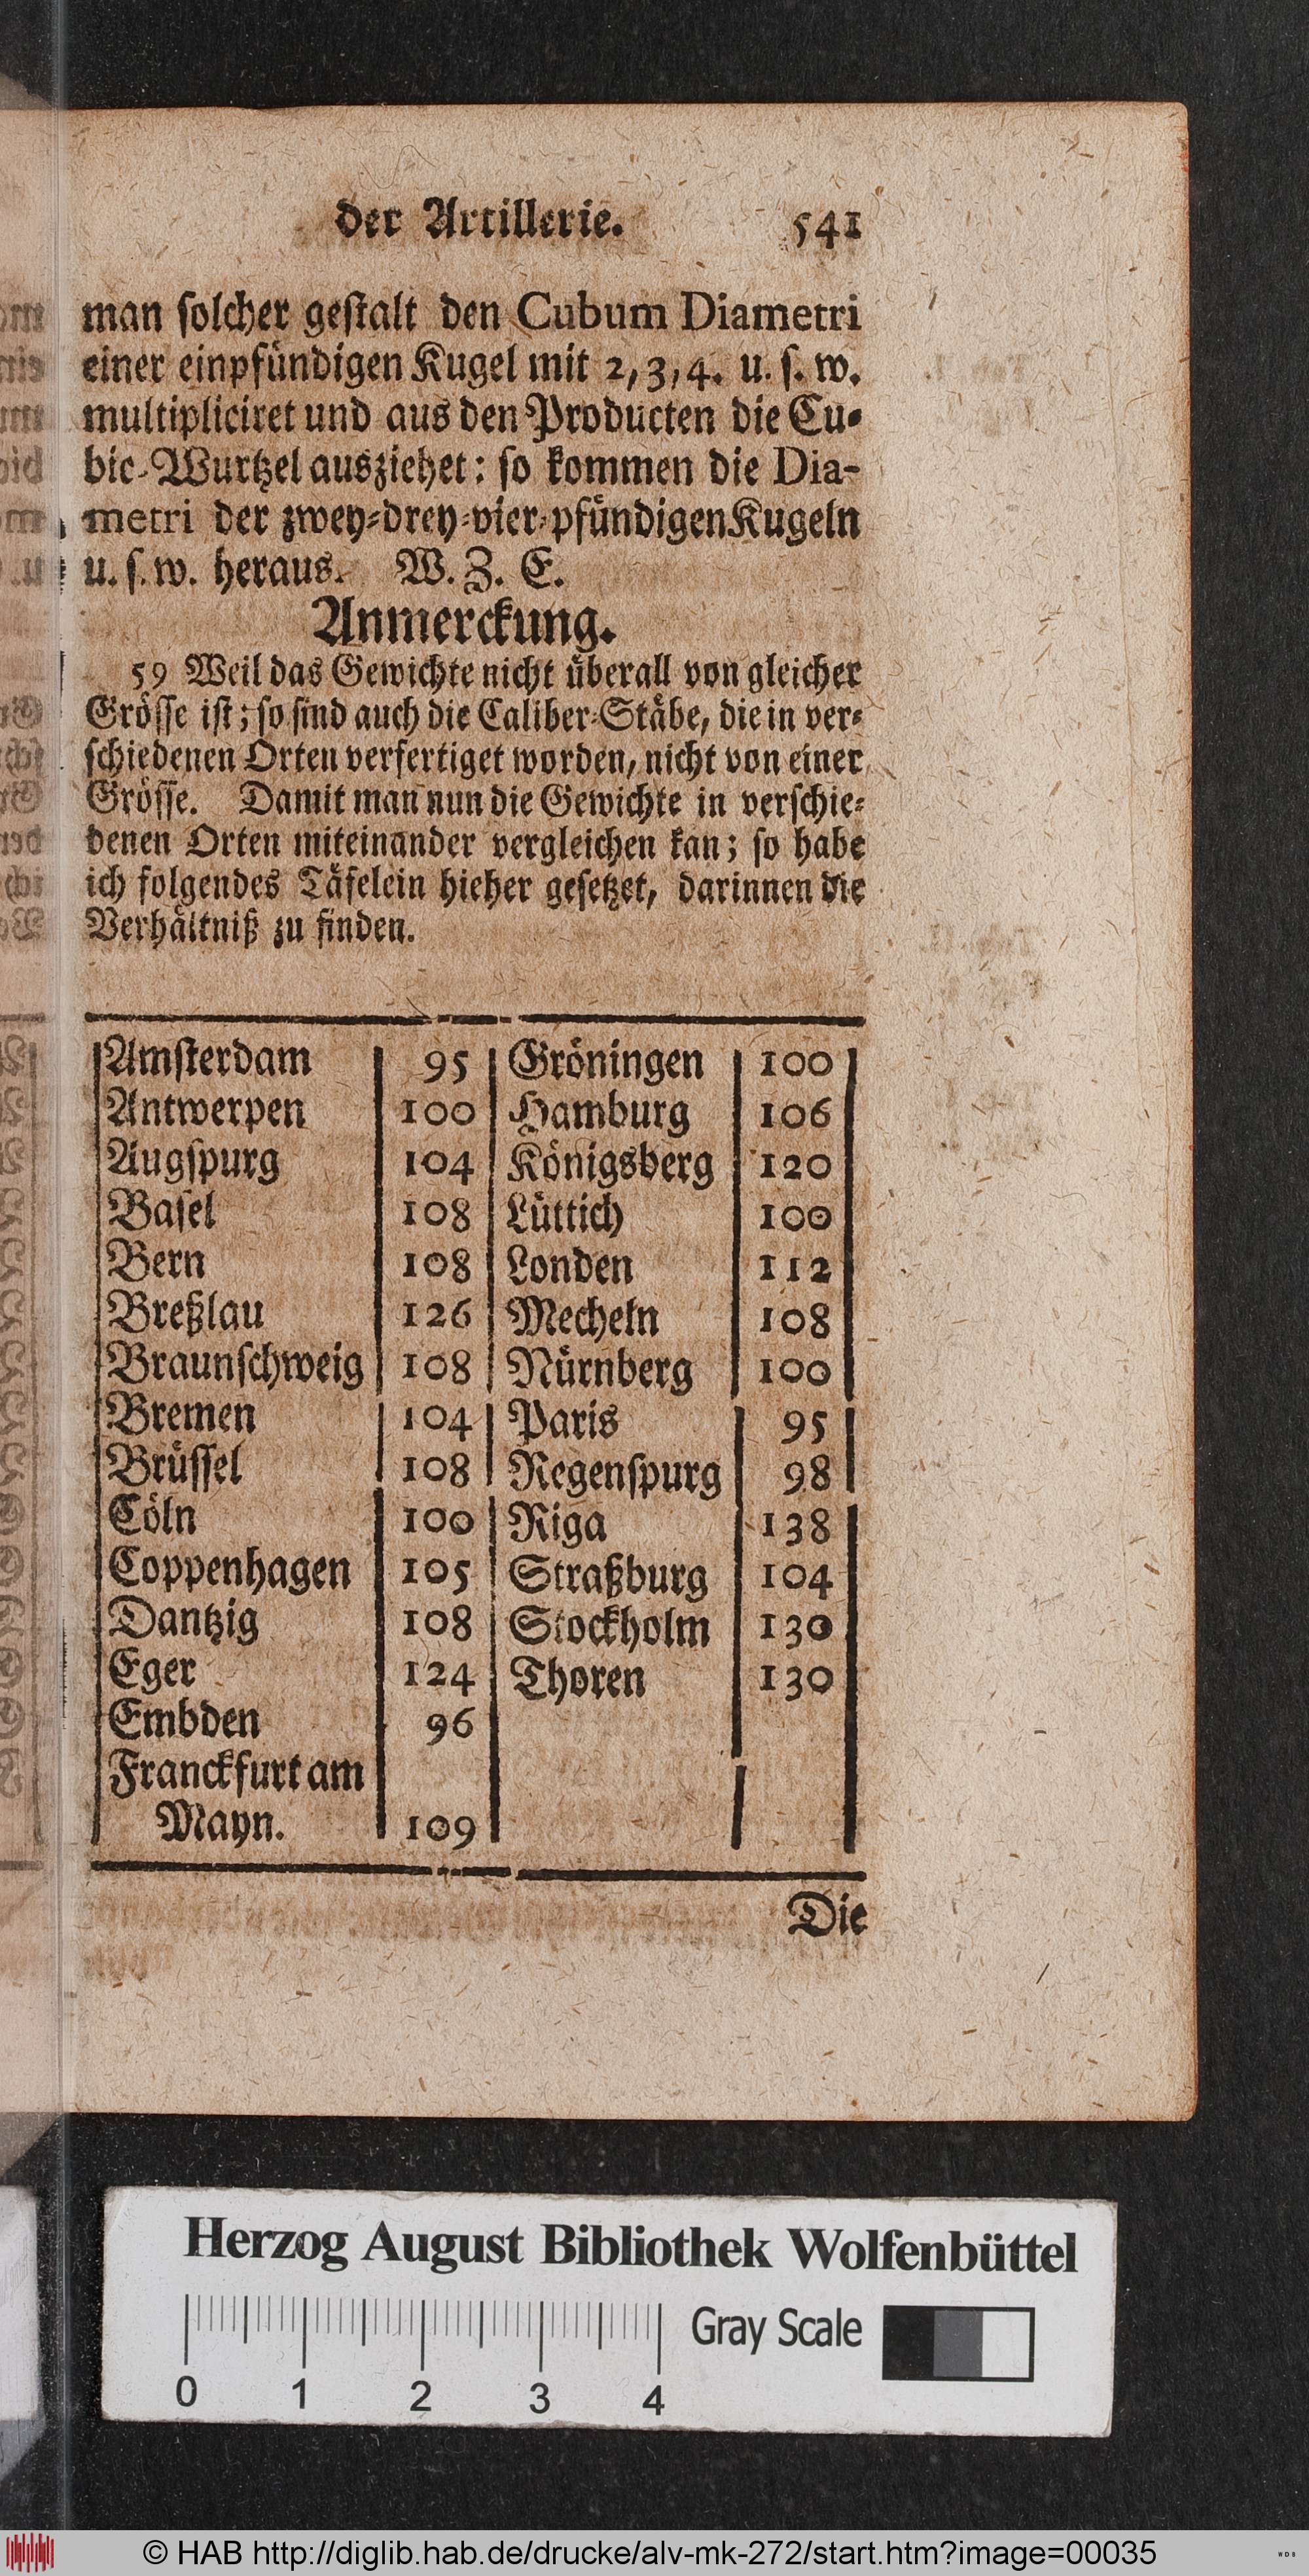 der Artillerie. 541
man ſolcher geſtalt den Cubum Diametri
einer einpfündigen Kugel mit 2, 3, 4. u. ſ. w.
multipliciret und aus den Producten die Cu-
bic-Wurtzel ausziehet: ſo kommen die Dia-
metri der zwey-drey-vier-pfündigen Kugeln
u. ſ. w. heraus. W. Z. E.
Anmerckung.
59 Weil das Gewichte nicht überall von gleicher
Gröſſe iſt; ſo ſind auch die Caliber-Stäbe, die in ver-
ſchiedenen Orten verfertiget worden, nicht von einer
Gröſſe. Damit man nun die Gewichte in verſchie-
denen Orten miteinander vergleichen kan; ſo habe
ich folgendes Täfelein hieher geſetzet, darinnen die
Verhältniß zu finden.
Amſterdam 95 Gröningen 100
Antwerpen 100 Hamburg 106
Augſpurg 104 Königsberg 120
Baſel 108 Lüttich 100
Bern 108 Londen 112
Breßlau 126 Mecheln 108
Braunſchweig 108 Nürnberg 100
Bremen 104 Paris 95
Brüſſel 108 Regenſpurg 98
Cöln 100 Riga 138
Coppenhagen 105 Straßburg 104
Dantzig 108 Stockholm 130
Eger 124 Thoren 130
Embden 96
Franckfurt am
Mayn. 109
Die
Herzog August Bibliothek Wolfenbüttel
Gray Scale
0 1 2 3 4
© HAB http://diglib.hab.de/drucke/alv-mk-272/start.htm?image=00035